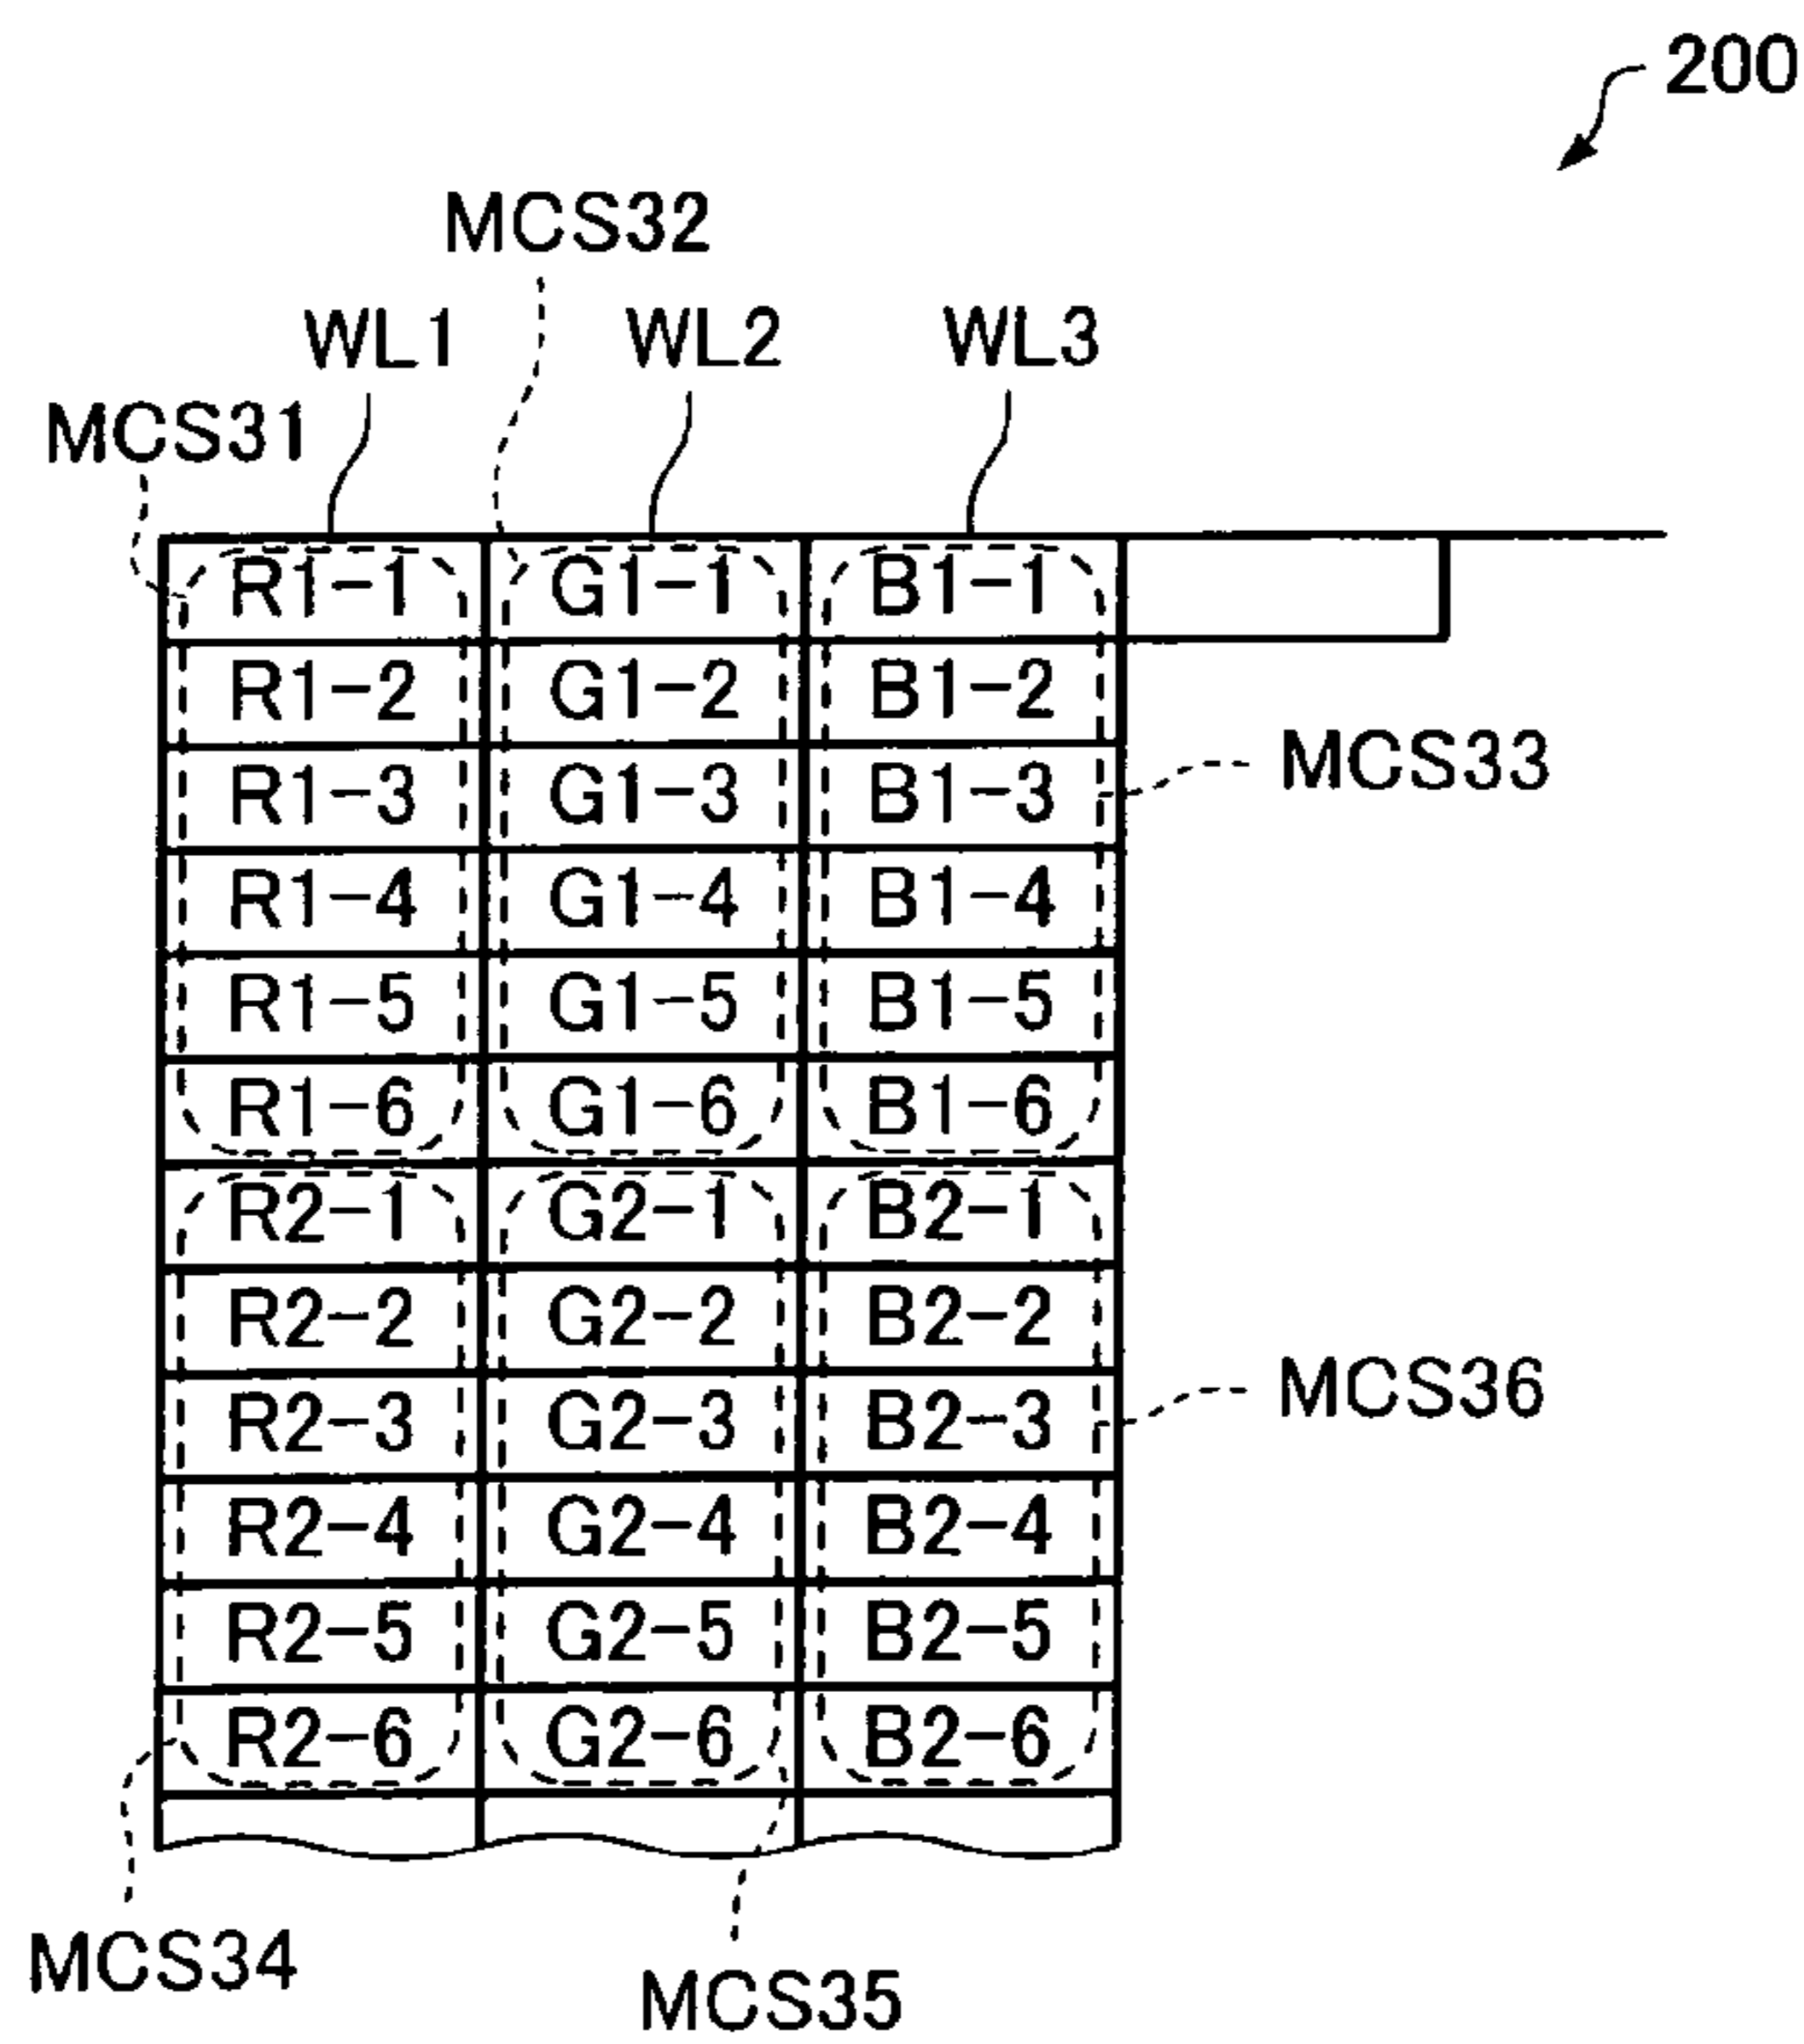 200
MCS32
WL1 WL2 WL3
MCS31
R1-1 G1-1 B1-1
R1-2 G1-2 B1-2
MCS33
R1-3 G1-3 B1-3
R1-4 G1-4 B1-4
R1-5 G1-5 B1-5
R1-6 G1-6 B1-6
R2-1 G2-1 B2-1
R2-2 G2-2 B2-2
MCS36
R2-3 G2-3 B2-3
R2-4 G2-4 B2-4
R2-5 G2-5 B2-5
R2-6 G2-6 B2-6
MCS34
MCS35